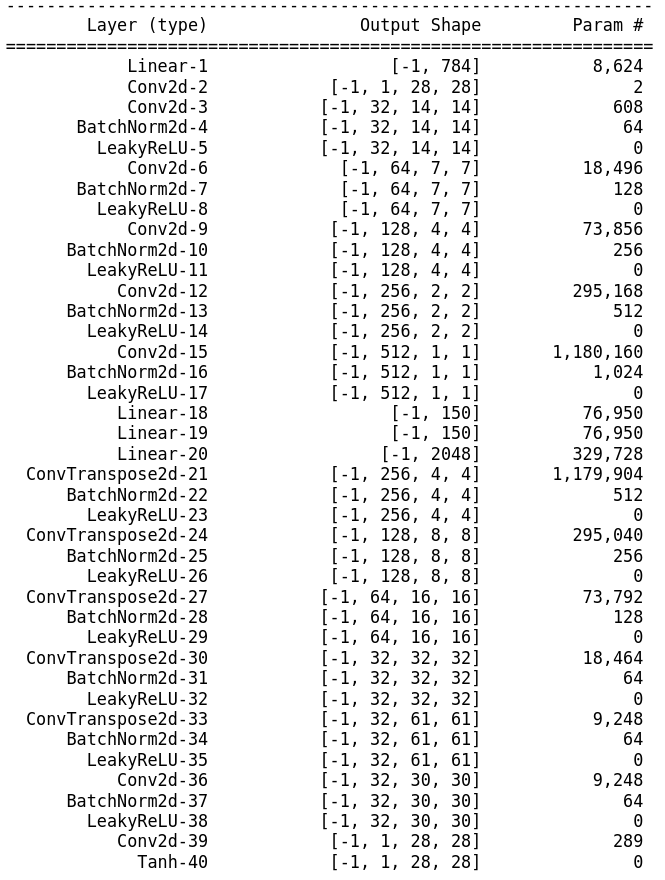 ----------------------------------------------------------------
Layer (type) Output Shape Param #
================================================================
Linear-1 [-1, 784] 8,624
Conv2d-2 [-1, 1, 28, 28] 2
Conv2d-3 [-1, 32, 14, 14] 608
BatchNorm2d-4 [-1, 32, 14, 14] 64
LeakyReLU-5 [-1, 32, 14, 14] 0
Conv2d-6 [-1, 64, 7, 7] 18,496
BatchNorm2d-7 [-1, 64, 7, 7] 128
LeakyReLU-8 [-1, 64, 7, 7] 0
Conv2d-9 [-1, 128, 4, 4] 73,856
BatchNorm2d-10 [-1, 128, 4, 4] 256
LeakyReLU-11 [-1, 128, 4, 4] 0
Conv2d-12 [-1, 256, 2, 2] 295,168
BatchNorm2d-13 [-1, 256, 2, 2] 512
LeakyReLU-14 [-1, 256, 2, 2] 0
Conv2d-15 [-1, 512, 1, 1] 1,180,160
BatchNorm2d-16 [-1, 512, 1, 1] 1,024
LeakyReLU-17 [-1, 512, 1, 1] 0
Linear-18 [-1, 150] 76,950
Linear-19 [-1, 150] 76,950
Linear-20 [-1, 2048] 329,728
ConvTranspose2d-21 [-1, 256, 4, 4] 1,179,904
BatchNorm2d-22 [-1, 256, 4, 4] 512
LeakyReLU-23 [-1, 256, 4, 4] 0
ConvTranspose2d-24 [-1, 128, 8, 8] 295,040
BatchNorm2d-25 [-1, 128, 8, 8] 256
LeakyReLU-26 [-1, 128, 8, 8] 0
ConvTranspose2d-27 [-1, 64, 16, 16] 73,792
BatchNorm2d-28 [-1, 64, 16, 16] 128
LeakyReLU-29 [-1, 64, 16, 16] 0
ConvTranspose2d-30 [-1, 32, 32, 32] 18,464
BatchNorm2d-31 [-1, 32, 32, 32] 64
LeakyReLU-32 [-1, 32, 32, 32] 0
ConvTranspose2d-33 [-1, 32, 61, 61] 9,248
BatchNorm2d-34 [-1, 32, 61, 61] 64
LeakyReLU-35 [-1, 32, 61, 61] 0
Conv2d-36 [-1, 32, 30, 30] 9,248
BatchNorm2d-37 [-1, 32, 30, 30] 64
LeakyReLU-38 [-1, 32, 30, 30] 0
Conv2d-39 [-1, 1, 28, 28] 289
Tanh-40 [-1, 1, 28, 28] 0